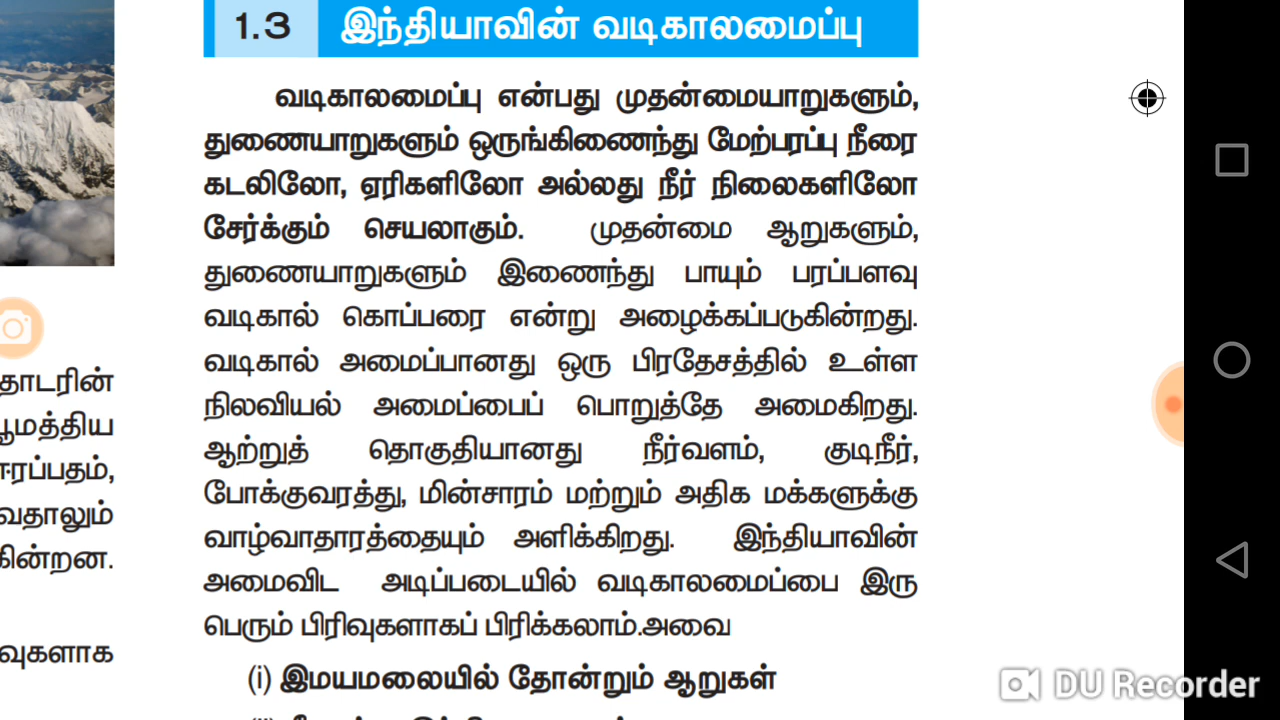 1.3 இந்தியாவின் வடிகாலமைப்பு
வடிகாலமைப்பு என்பது முதன்மையாறுகளும்,
துணையாறுகளும் ஒருங்கிணைந்து மேற்பரப்பு நீரை
கடலிலோ, ஏரிகளிலோ அல்லது நீர் நிலைகளிலோ
சேர்க்கும் செயலாகும். முதன்மை ஆறுகளும்,
துணையாறுகளும் இணைந்து பாயும் பரப்பளவு
வடிகால் கொப்பரை என்று அழைக்கப்படுகின்றது.
வடிகால் அமைப்பானது ஒரு பிரதேசத்தில் உள்ள
நிலவியல் அமைப்பைப் பொறுத்தே அமைகிறது.
ஆற்றுத் தொகுதியானது நீர்வளம், குடிநீர்,
போக்குவரத்து, மின்சாரம் மற்றும் அதிக மக்களுக்கு
வாழ்வாதாரத்தையும் அளிக்கிறது. இந்தியாவின்
அமைவிட அடிப்படையில் வடிகாலமைப்பை இரு
பெரும் பிரிவுகளாகப் பிரிக்கலாம்.அவை
(i) இமயமலையில் தோன்றும் ஆறுகள்
தொடரின்
பூமத்திய
ஈரப்பதம்,
வதாலும்
கின்றன.
வுகளாக
DU Recorder